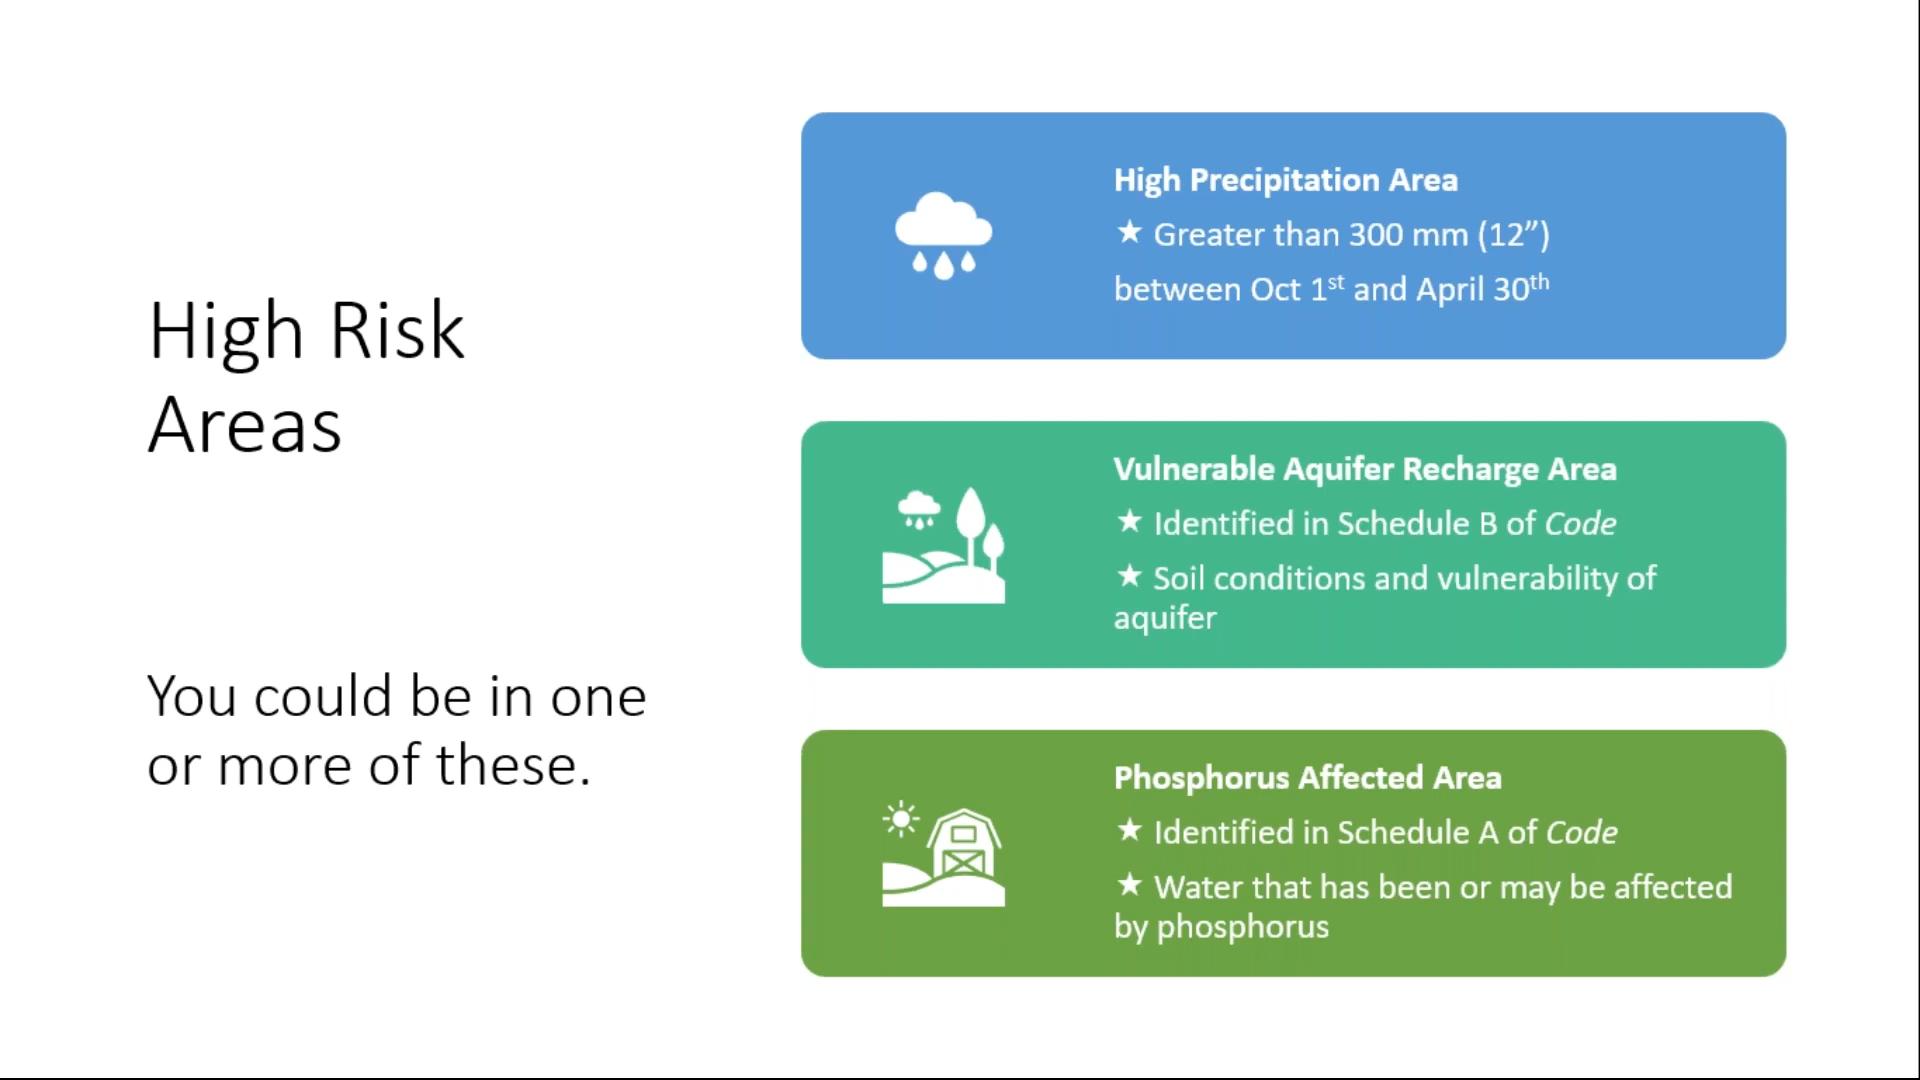 High Risk
Areas
You could be in one
or more of these.
High Precipitation Area
★ Greater than 300 mm (12”)
between Oct 1st and April 30th
Vulnerable Aquifer Recharge Area
★ Identified in Schedule B of Code
★ Soil conditions and vulnerability of
aquifer
Phosphorus Affected Area
★ Identified in Schedule A of Code
★ Water that has been or may be affected
by phosphorus